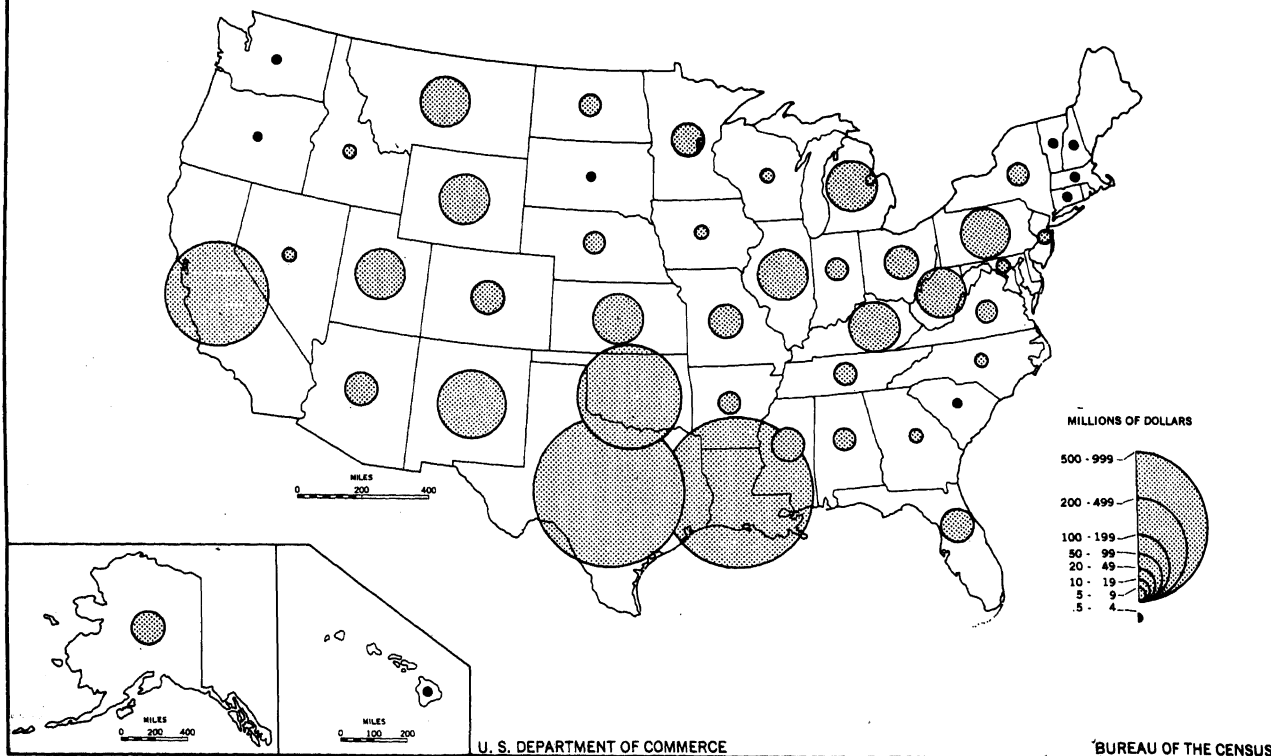 MILLIONS OF DOLLARS
500 - 999
200 - 499
100 - 199
50 - 99
20 - 49
10 - 19
5 - 9
.5 - 4
MILES
0 200 400
MILES
0 200 400
MILES
0 100 200
U. S. DEPARTMENT OF COMMERCE
BUREAU OF THE CENSUS